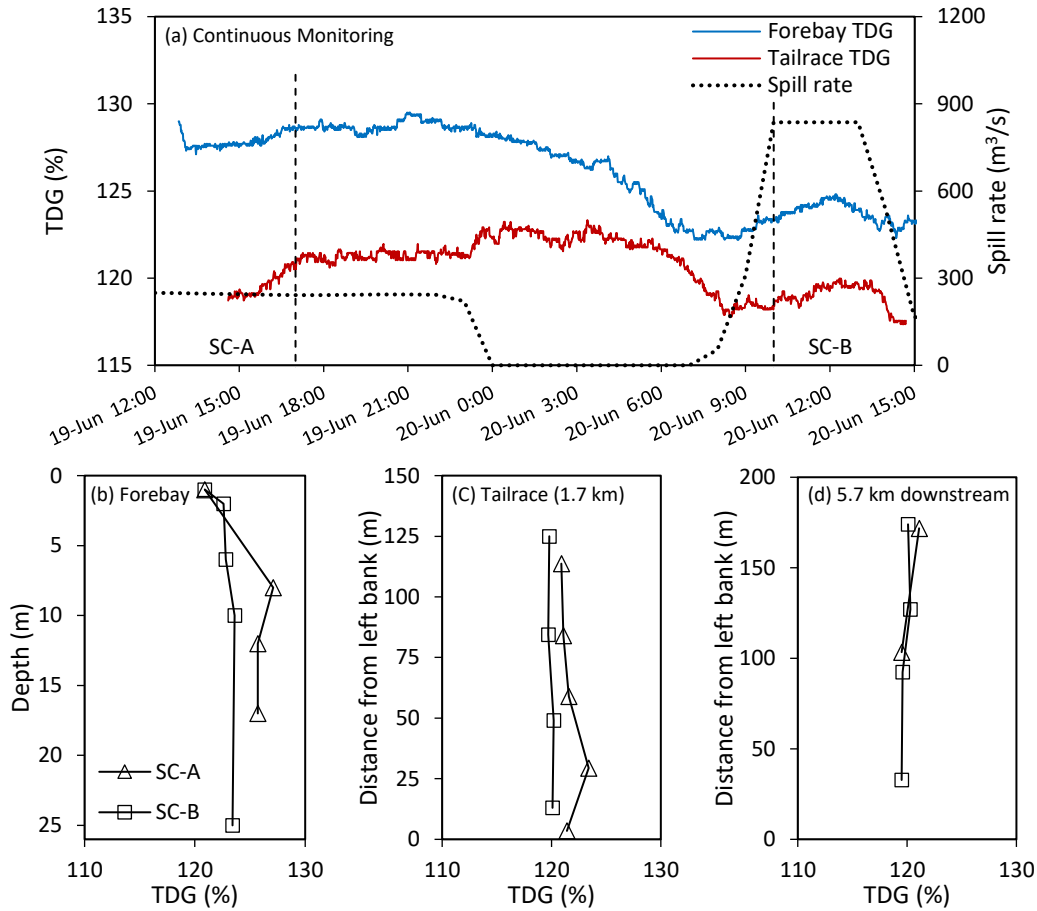 135%
130%
125%
120%
115%
TDG (%)
(a) Continuous Monitoring
Forebay TDG
Tailrace TDG
Spill rate
SC-A
SC-B
1200
900
600
300
0
Spill rate (m³/s)
19-Jun 12:00
19-Jun 15:00
19-Jun 18:00
19-Jun 21:00
20-Jun 0:00
20-Jun 3:00
20-Jun 6:00
20-Jun 9:00
20-Jun 12:00
20-Jun 15:00
(b) Forebay
0
5
10
15
20
25
Depth (m)
SC-A
SC-B
110
120
130
TDG (%)
(C) Tailrace (1.7 km)
150
125
100
75
50
25
0
Distance from left bank (m)
110
120
130
TDG (%)
(d) 5.7 km downstream
200
150
100
50
0
Distance from left bank (m)
110
120
130
TDG (%)